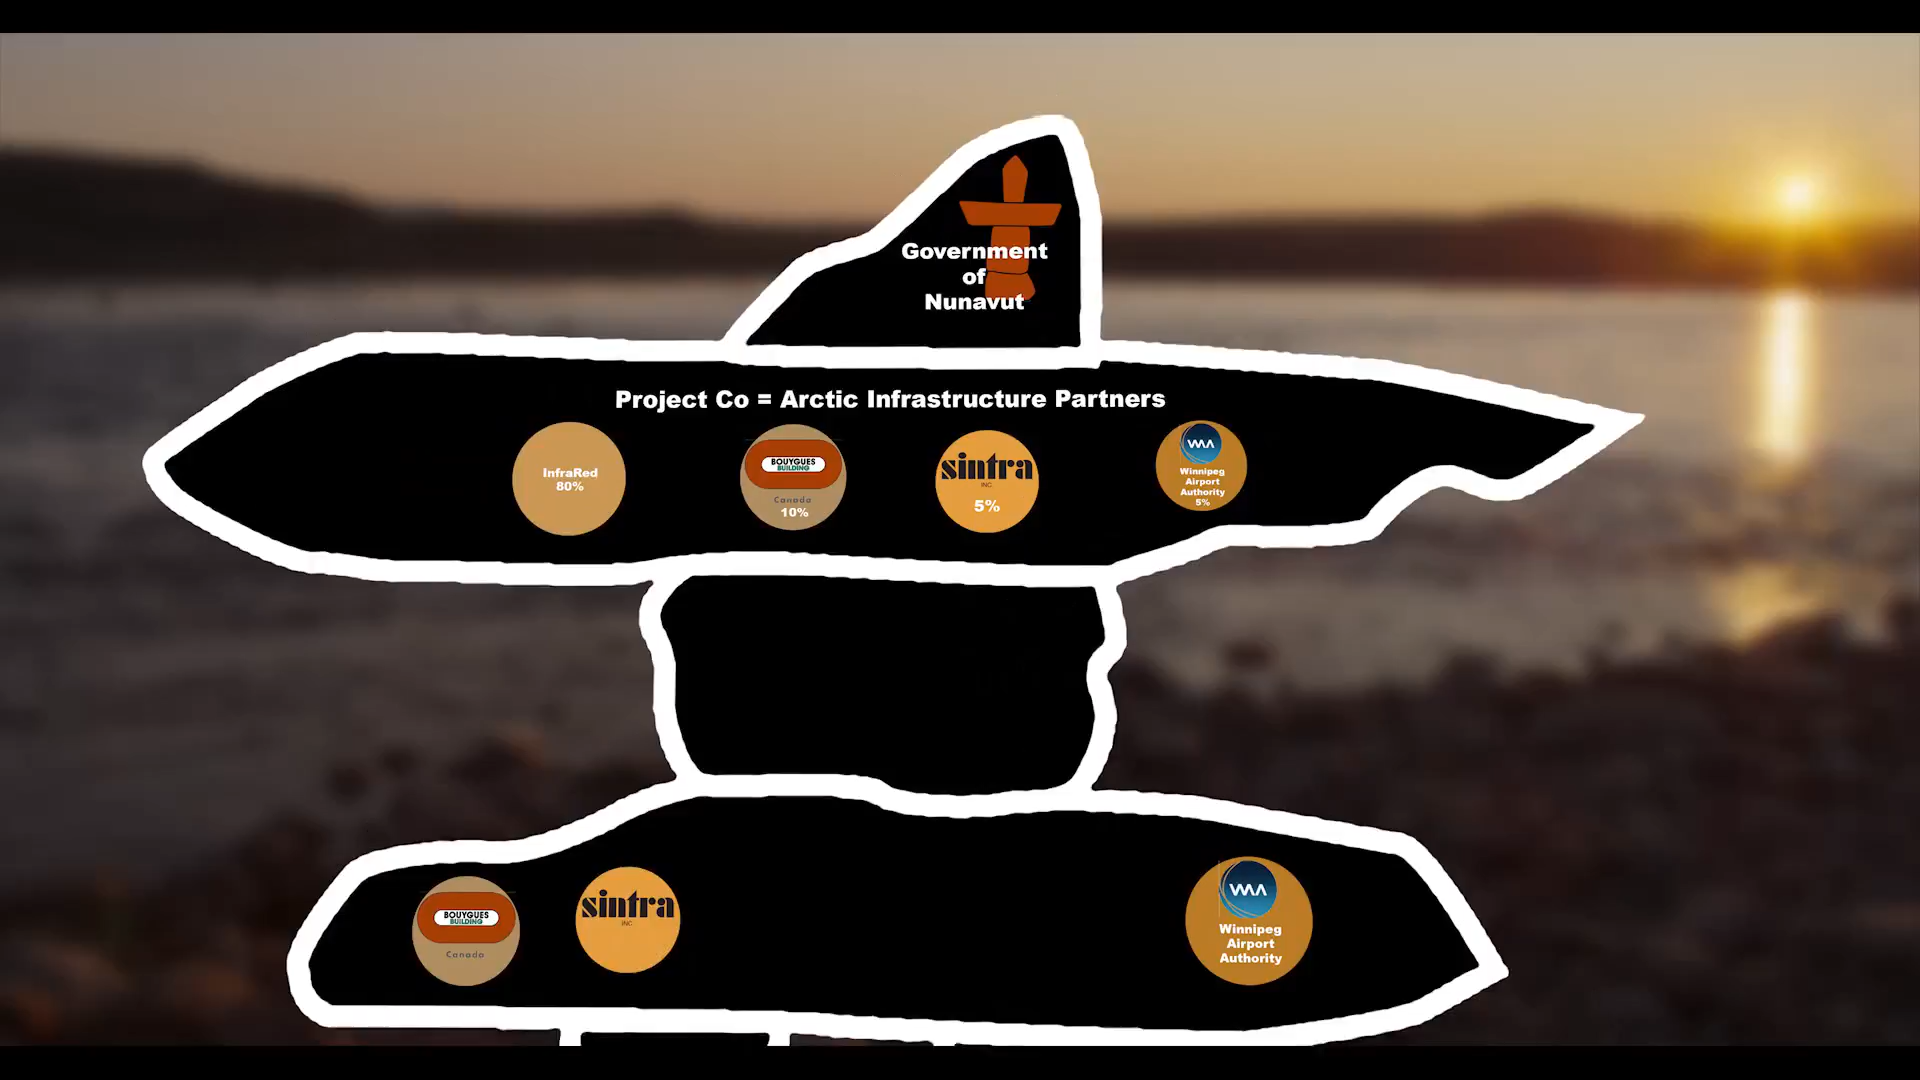 Government
of
Nunavut
Project Co = Arctic Infrastructure Partners
InfraRed
80%
BOUYGUES
BUILDING
Canada
10%
sintra
INC
5%
WAA
Winnipeg
Airport
Authority
5%
BOUYGUES
BUILDING
Canada
sintra
INC
WAA
Winnipeg
Airport
Authority